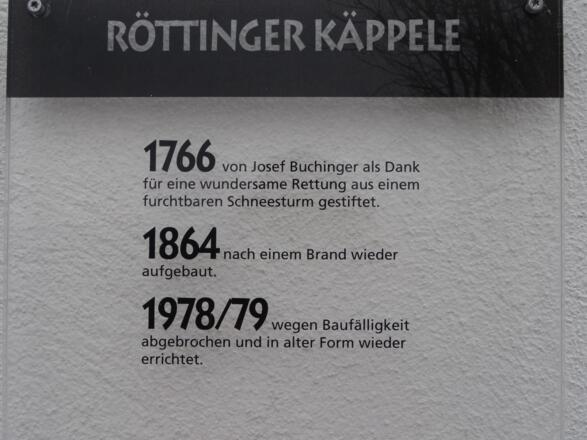 RÖTTINGER KÄPPELE
1766 von Josef Buchinger als Dank
für eine wundersame Rettung aus einem
furchtbaren Schneesturm gestiftet.
1864 nach einem Brand wieder
aufgebaut.
1978/79 wegen Baufälligkeit
abgebrochen und in alter Form wieder
errichtet.